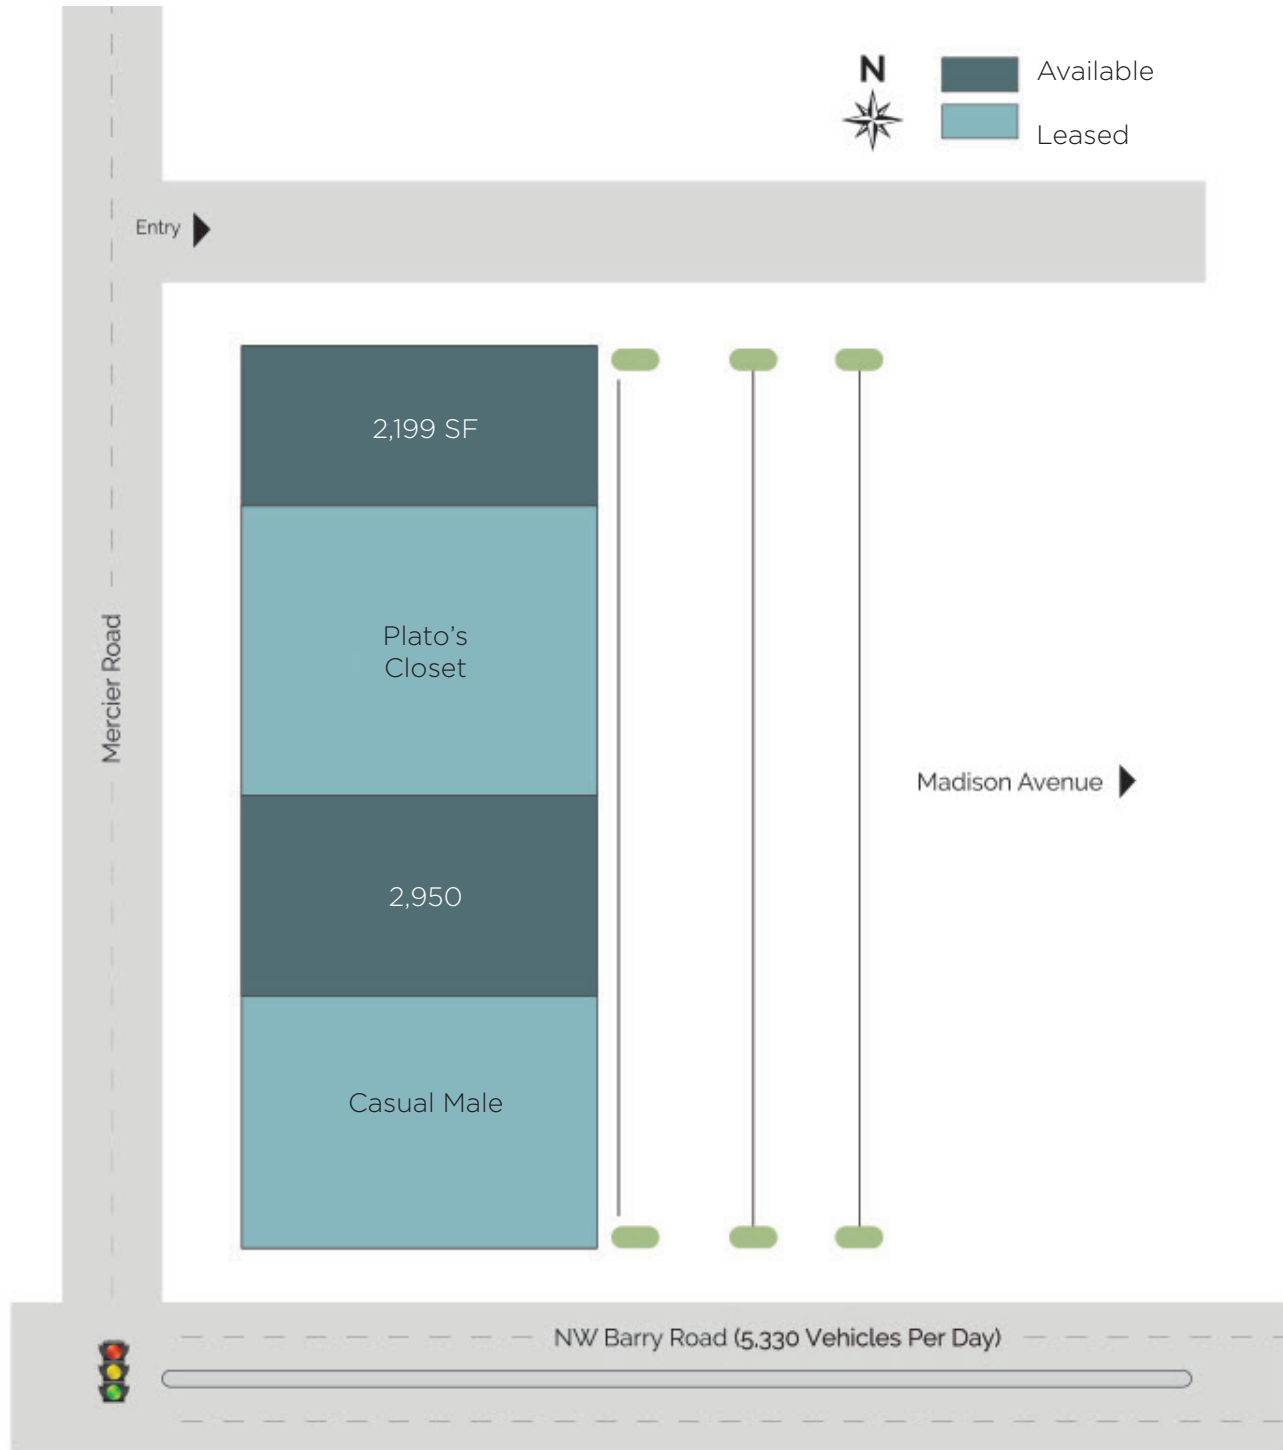 N
Available
Leased
Entry
2,199 SF
Plato’s
Closet
Mercier Road
Madison Avenue
2,950
Casual Male
NW Barry Road (5,330 Vehicles Per Day)